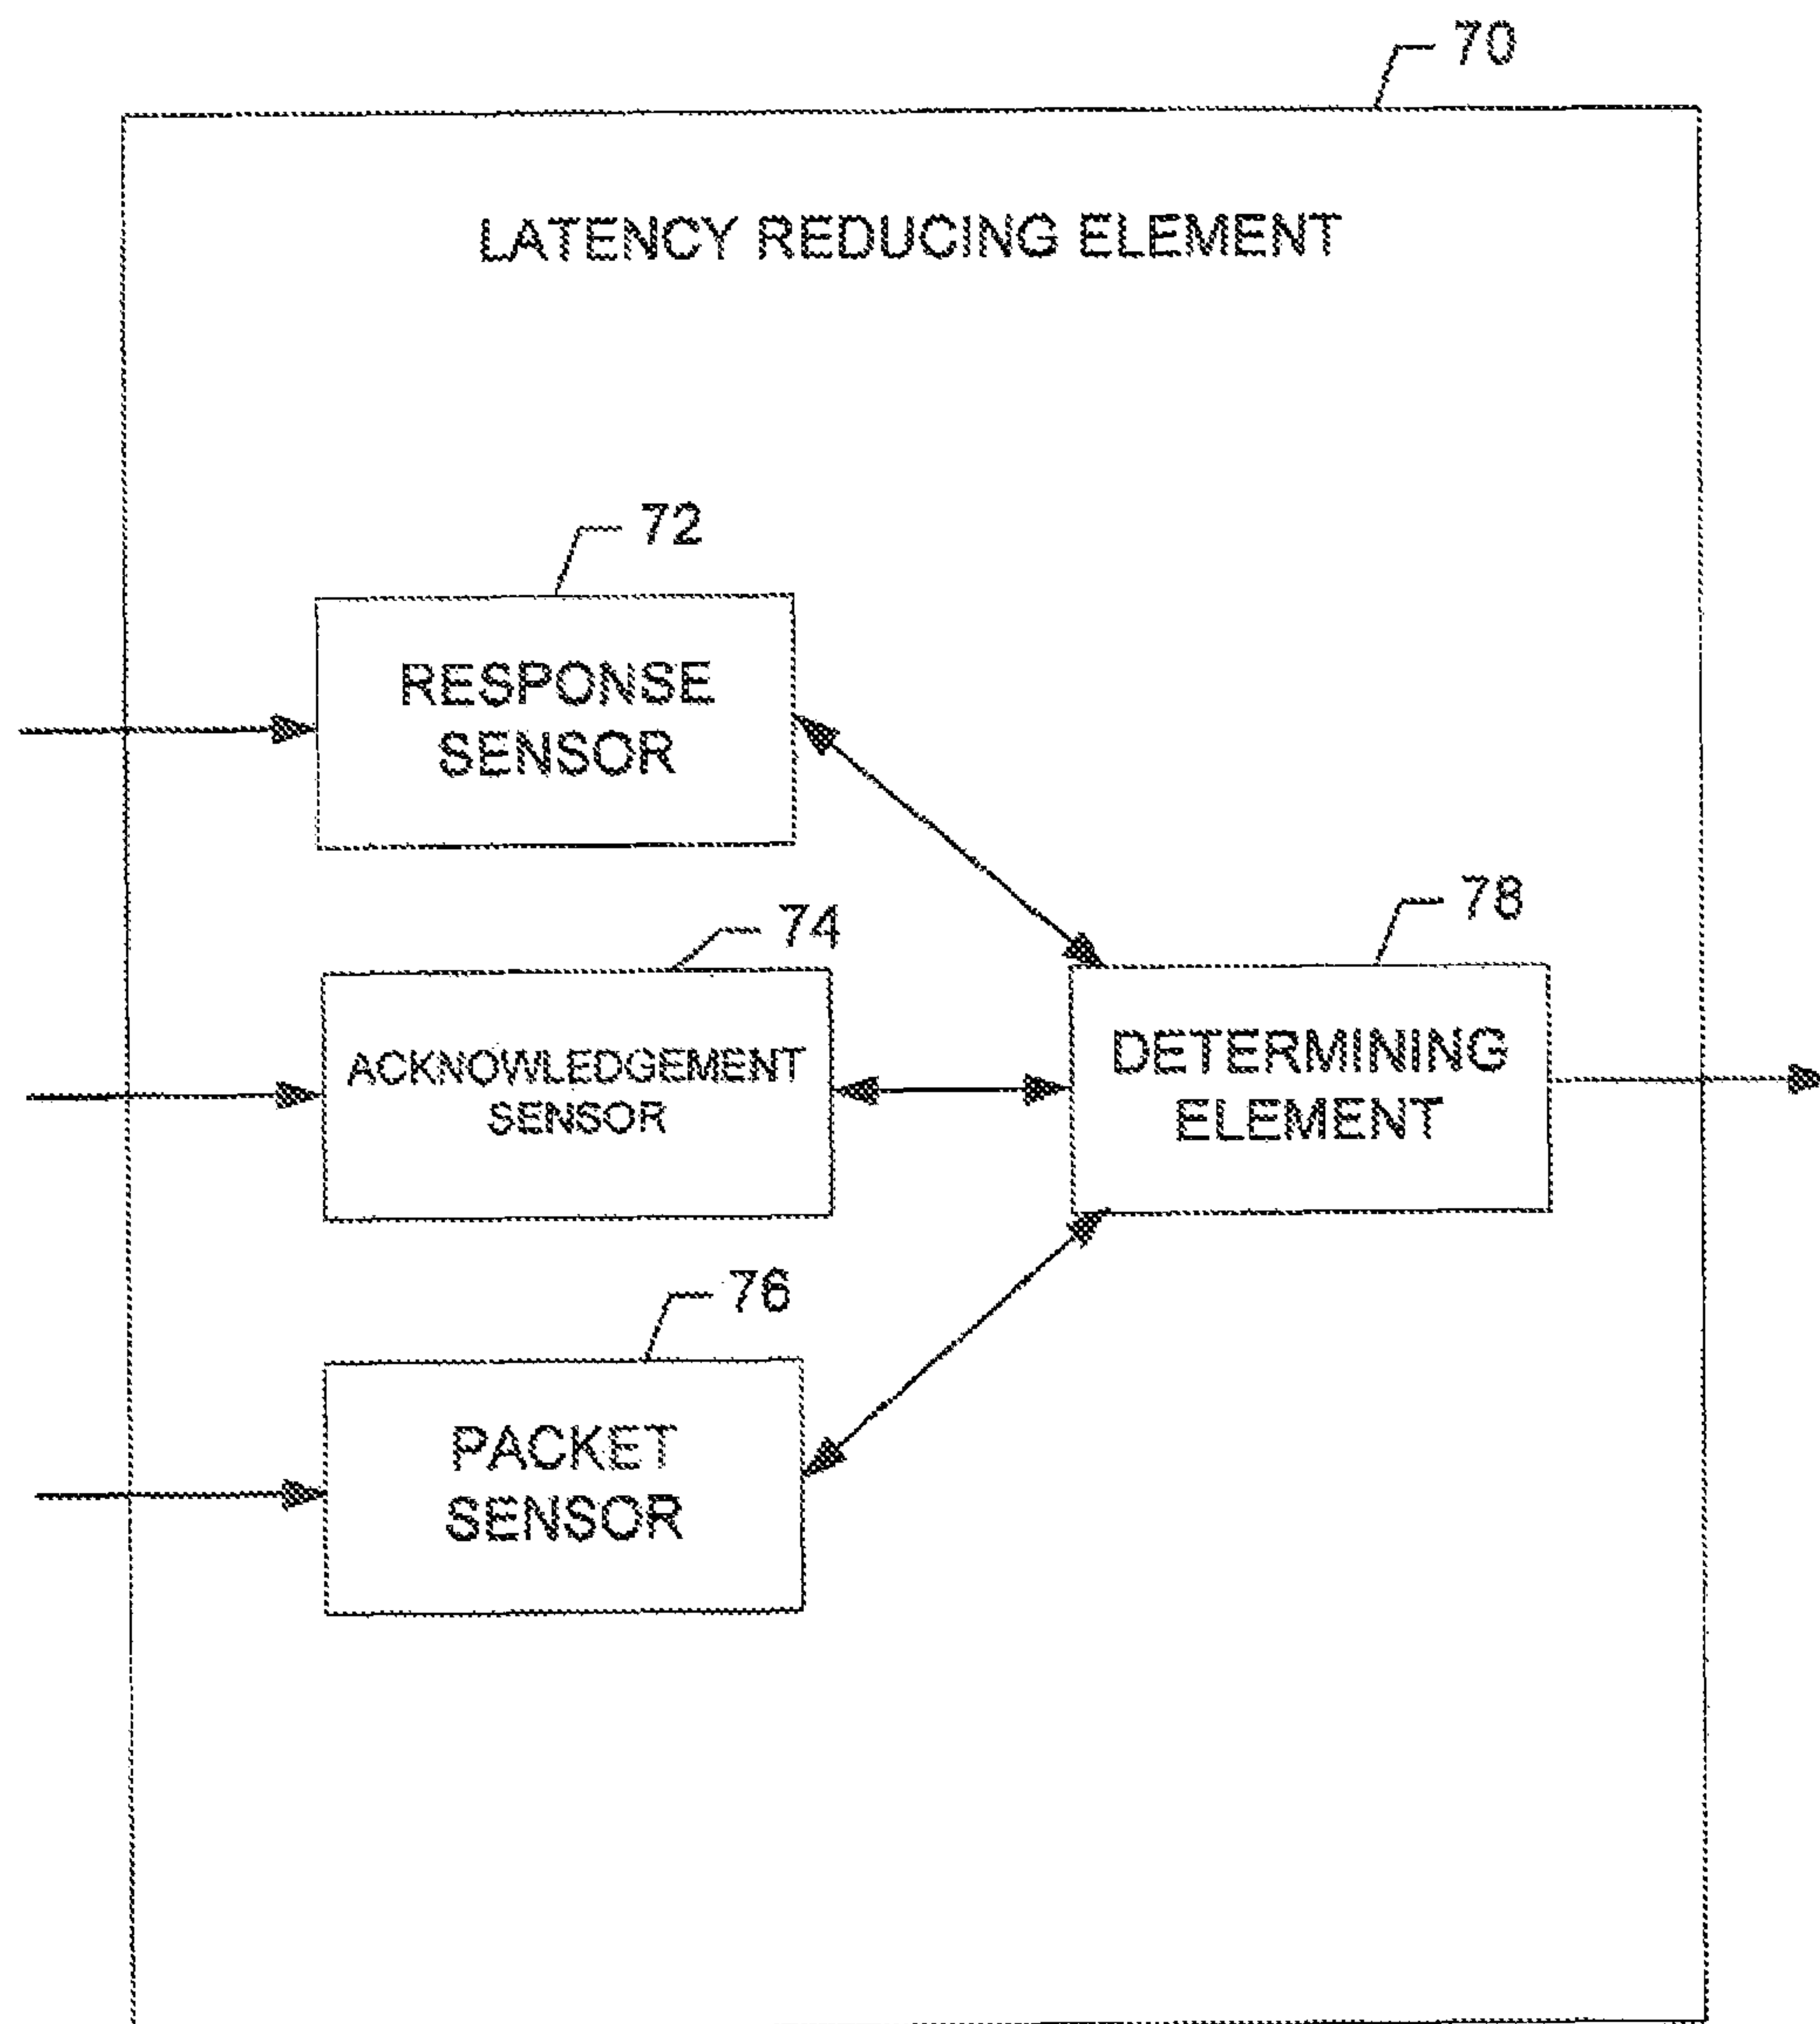 70
LATENCY REDUCING ELEMENT
72
RESPONSE
SENSOR
74
78
ACKNOWLEDGEMENT
SENSOR
DETERMINING
ELEMENT
76
PACKET
SENSOR